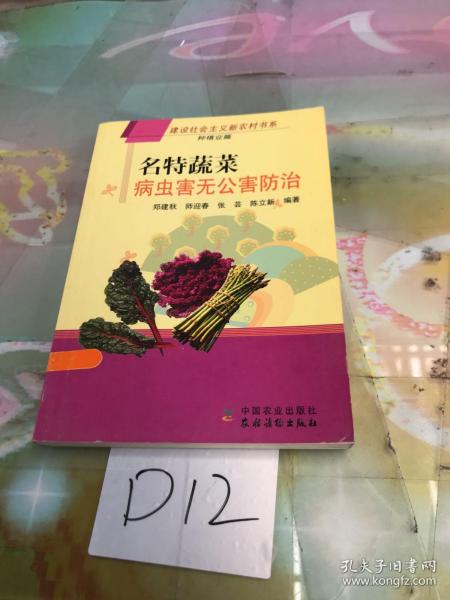 建设社会主义新农村书系
种植业篇
名特蔬菜
病虫害无公害防治
郑建秋 师迎春 张芸 陈立新 编著
中国农业出版社
农村读物出版社
D12
孔夫子旧书网
www.kongfz.com